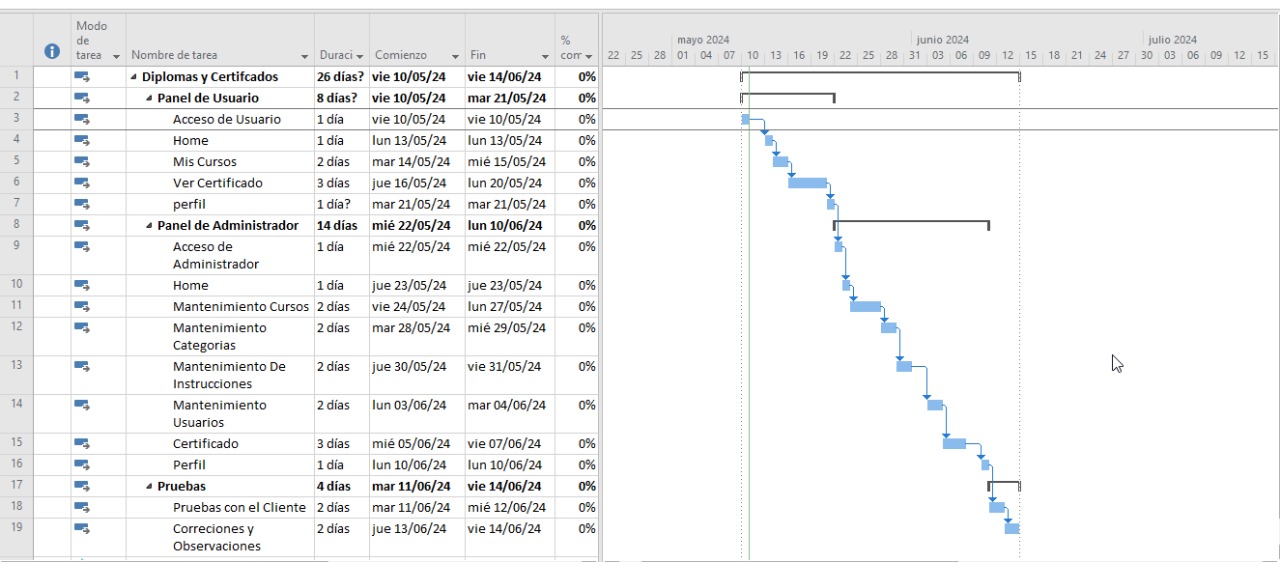 Modo de tarea Nombre de tarea Duraci Comienzo Fin % com
mayo 2024 junio 2024 julio 2024
22 25 28 01 04 07 10 13 16 19 22 25 28 31 03 06 09 12 15 18 21 24 27 30 03 06 09 12 15
1 Diplomas y Certifcados 26 días? vie 10/05/24 vie 14/06/24 0%
2 Panel de Usuario 8 días? vie 10/05/24 mar 21/05/24 0%
3 Acceso de Usuario 1 día vie 10/05/24 vie 10/05/24 0%
4 Home 1 día lun 13/05/24 lun 13/05/24 0%
5 Mis Cursos 2 días mar 14/05/24 mié 15/05/24 0%
6 Ver Certificado 3 días jue 16/05/24 lun 20/05/24 0%
7 perfil 1 día? mar 21/05/24 mar 21/05/24 0%
8 Panel de Administrador 14 días mié 22/05/24 lun 10/06/24 0%
9 Acceso de Administrador 1 día mié 22/05/24 mié 22/05/24 0%
10 Home 1 día jue 23/05/24 jue 23/05/24 0%
11 Mantenimiento Cursos 2 días vie 24/05/24 lun 27/05/24 0%
12 Mantenimiento Categorias 2 días mar 28/05/24 mié 29/05/24 0%
13 Mantenimiento De Instrucciones 2 días jue 30/05/24 vie 31/05/24 0%
14 Mantenimiento Usuarios 2 días lun 03/06/24 mar 04/06/24 0%
15 Certificado 3 días mié 05/06/24 vie 07/06/24 0%
16 Perfil 1 día lun 10/06/24 lun 10/06/24 0%
17 Pruebas 4 días mar 11/06/24 vie 14/06/24 0%
18 Pruebas con el Cliente 2 días mar 11/06/24 mié 12/06/24 0%
19 Correciones y Observaciones 2 días jue 13/06/24 vie 14/06/24 0%